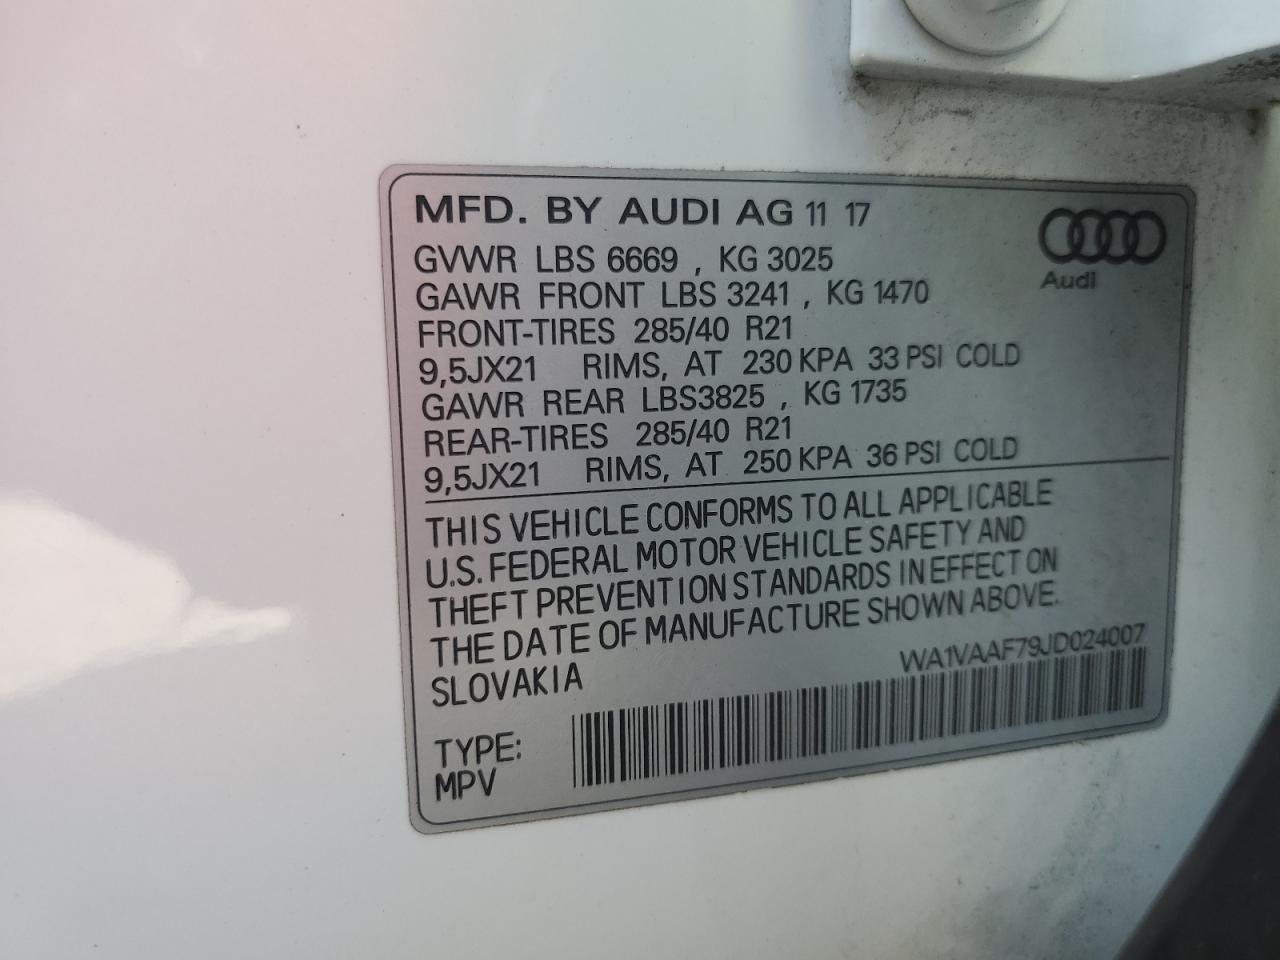 MFD. BY AUDI AG 11 17
GVWR LBS 6669 , KG 3025
Audi
GAWR FRONT LBS 3241 , KG 1470
FRONT-TIRES 285/40 R21
9,5JX21 RIMS, AT 230 KPA 33 PSI COLD
GAWR REAR LBS3825 , KG 1735
REAR-TIRES 285/40 R21
9,5JX21 RIMS, AT 250 KPA 36 PSI COLD
THIS VEHICLE CONFORMS TO ALL APPLICABLE
U.S. FEDERAL MOTOR VEHICLE SAFETY AND
THEFT PREVENTION STANDARDS IN EFFECT ON
THE DATE OF MANUFACTURE SHOWN ABOVE.
SLOVAKIA
WA1VAAF79JD024007
TYPE:
MPV